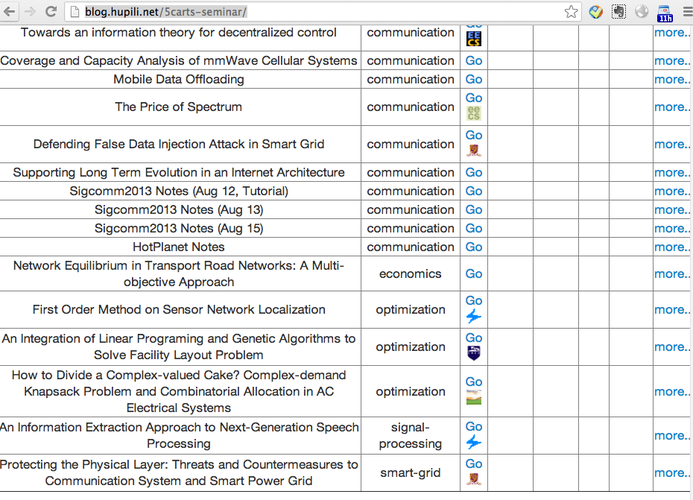 blog.hupili.net/5carts-seminar/
11h
Towards an information theory for decentralized control communication Go more..
EE
CS
Coverage and Capacity Analysis of mmWave Cellular Systems communication Go more..
Mobile Data Offloading communication Go more..
The Price of Spectrum communication Go more..
ee
cs
Defending False Data Injection Attack in Smart Grid communication Go more..
Supporting Long Term Evolution in an Internet Architecture communication Go more..
Sigcomm2013 Notes (Aug 12, Tutorial) communication Go more..
Sigcomm2013 Notes (Aug 13) communication Go more..
Sigcomm2013 Notes (Aug 15) communication Go more..
HotPlanet Notes communication Go more..
Network Equilibrium in Transport Road Networks: A Multi-
objective Approach economics Go more..
First Order Method on Sensor Network Localization optimization Go more..
An Integration of Linear Programing and Genetic Algorithms to
Solve Facility Layout Problem optimization Go more..
How to Divide a Complex-valued Cake? Complex-demand
Knapsack Problem and Combinatorial Allocation in AC
Electrical Systems optimization Go more..
An Information Extraction Approach to Next-Generation Speech
Processing signal-
processing Go more..
Protecting the Physical Layer: Threats and Countermeasures to
Communication System and Smart Power Grid smart-grid Go more..